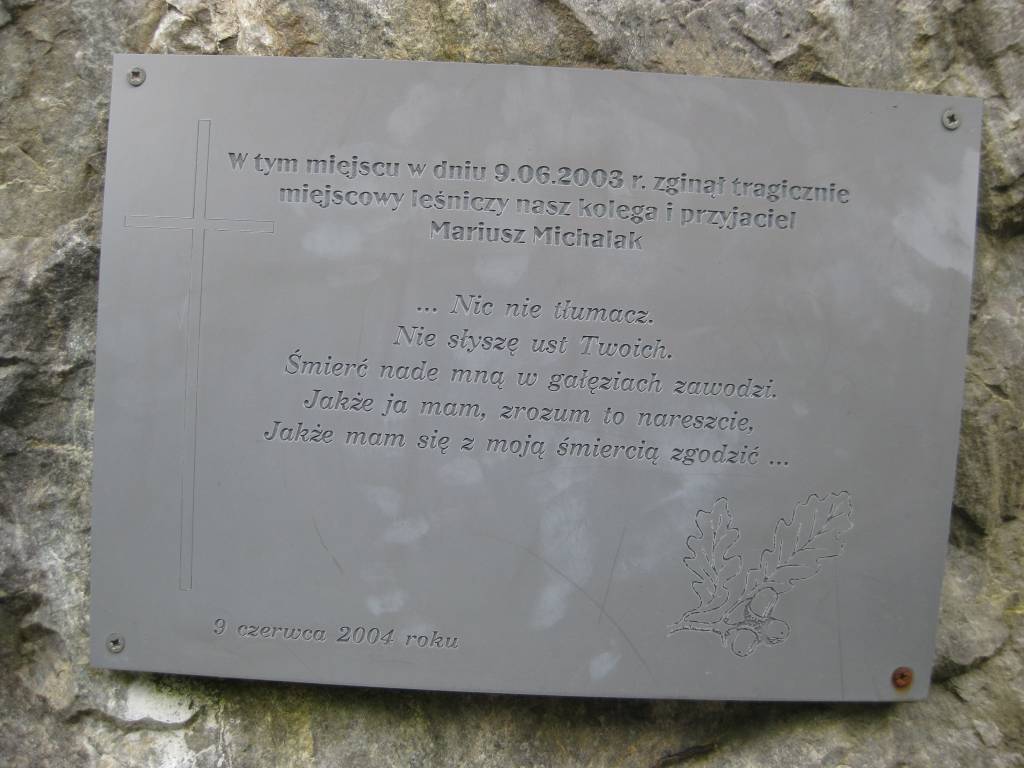 W tym miejscu w dniu 9.06.2003 r. zginął tragicznie
miejscowy leśniczy nasz kolega i przyjaciel
Mariusz Michalak
... Nic nie tłumacz.
Nie słyszę ust Twoich.
Śmierć nade mną w gałęziach zawodzi.
Jakże ja mam, zrozum to nareszcie,
Jakże mam się z moją śmiercią zgodzić ...
9 czerwca 2004 roku